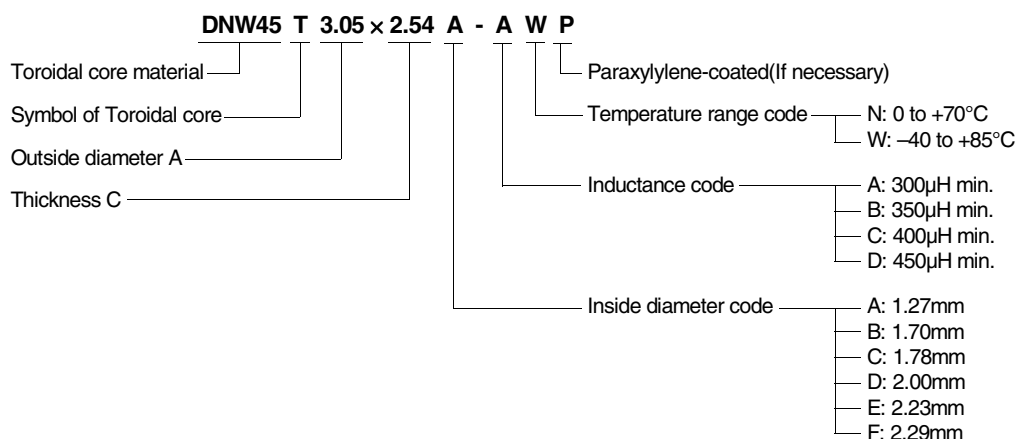 DNW45 T 3.05 × 2.54 A - A W P
Toroidal core material
Paraxylylene-coated(If necessary)
Symbol of Toroidal core
Temperature range code
N: 0 to +70°C
W: –40 to +85°C
Outside diameter A
Thickness C
Inductance code
A: 300µH min.
B: 350µH min.
C: 400µH min.
D: 450µH min.
Inside diameter code
A: 1.27mm
B: 1.70mm
C: 1.78mm
D: 2.00mm
E: 2.23mm
F: 2.29mm